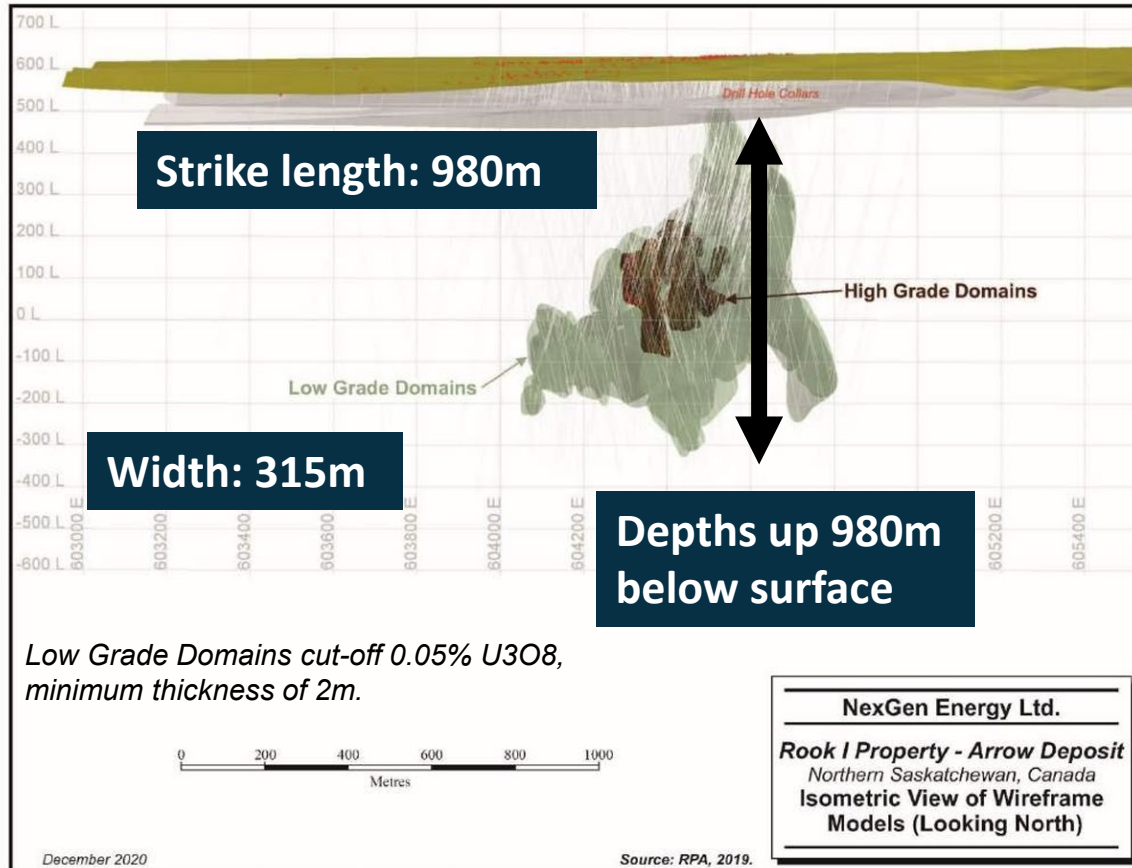 700 L
600 L
500 L
400 L
300 L
200 L
100 L
0 L
-100 L
-200 L
-300 L
-400 L
-500 L
-600 L
Drill Hole Collars
Strike length: 980m
High Grade Domains
Low Grade Domains
Width: 315m
Depths up 980m
below surface
603000 E
603200 E
603400 E
603600 E
603800 E
604000 E
604200 E
605200 E
605400 E
Low Grade Domains cut-off 0.05% U3O8,
minimum thickness of 2m.
0 200 400 600 800 1000
Metres
NexGen Energy Ltd.
Rook I Property - Arrow Deposit
Northern Saskatchewan, Canada
Isometric View of Wireframe
Models (Looking North)
December 2020
Source: RPA, 2019.